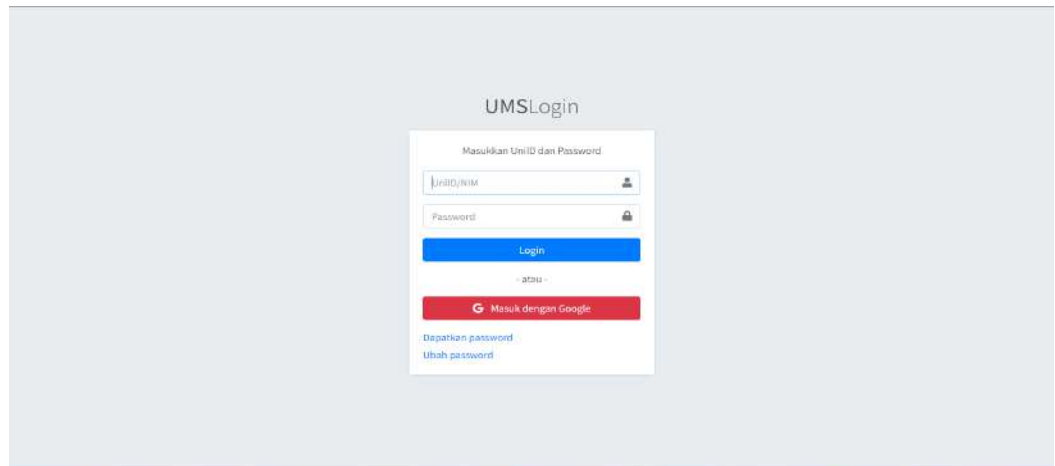 UMSLogin
Masukkan UniID dan Password
UniID/NIM
Password
Login
- atau -
G Masuk dengan Google
Dapatkan password
Ubah password